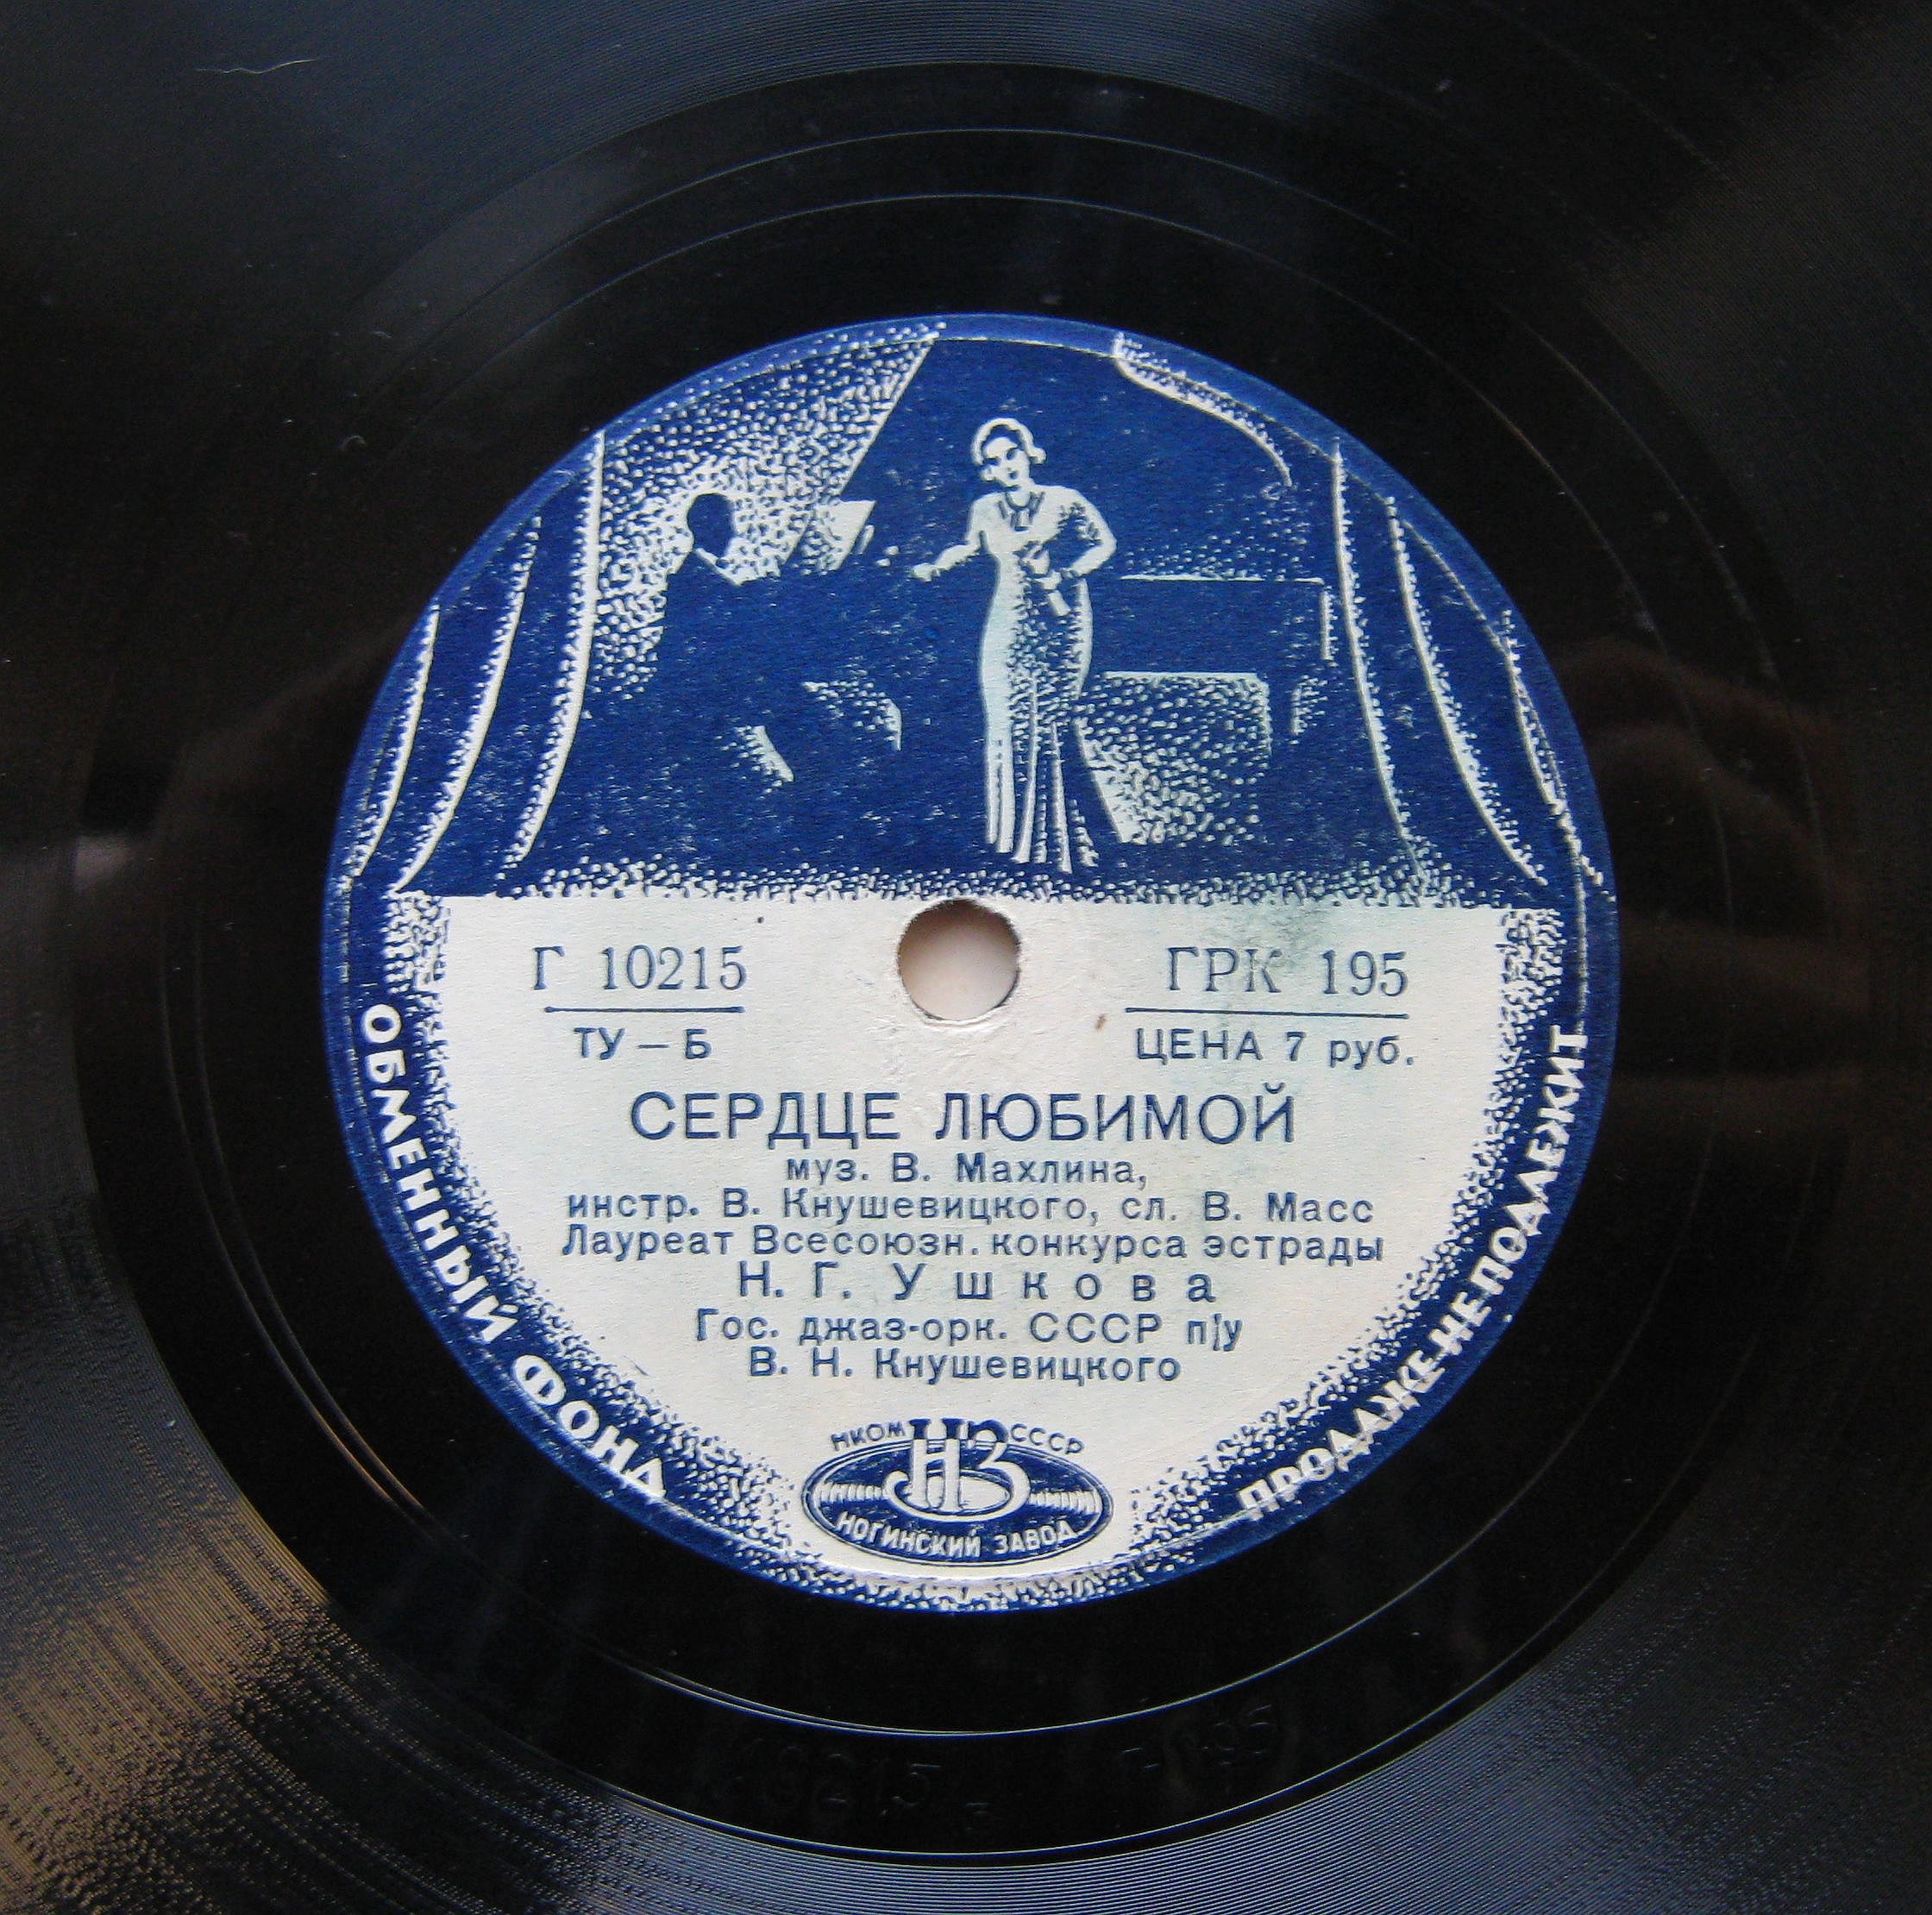 Г 10215
ГРК 195
ТУ – Б
ЦЕНА 7 руб.
СЕРДЦЕ ЛЮБИМОЙ
муз. В. Махлина,
инстр. В. Кнушевицкого, сл. В. Масс
Лауреат Всесоюзн. конкурса эстрады
Н. Г. Ушкова
Гос. джаз-орк. СССР п/у
В. Н. Кнушевицкого
ОБМЕННЫЙ ФОНД
ПРОДАЖЕ НЕ ПОДЛЕЖИТ
НКОМ НЗ СССР
НОГИНСКИЙ ЗАВОД
10215